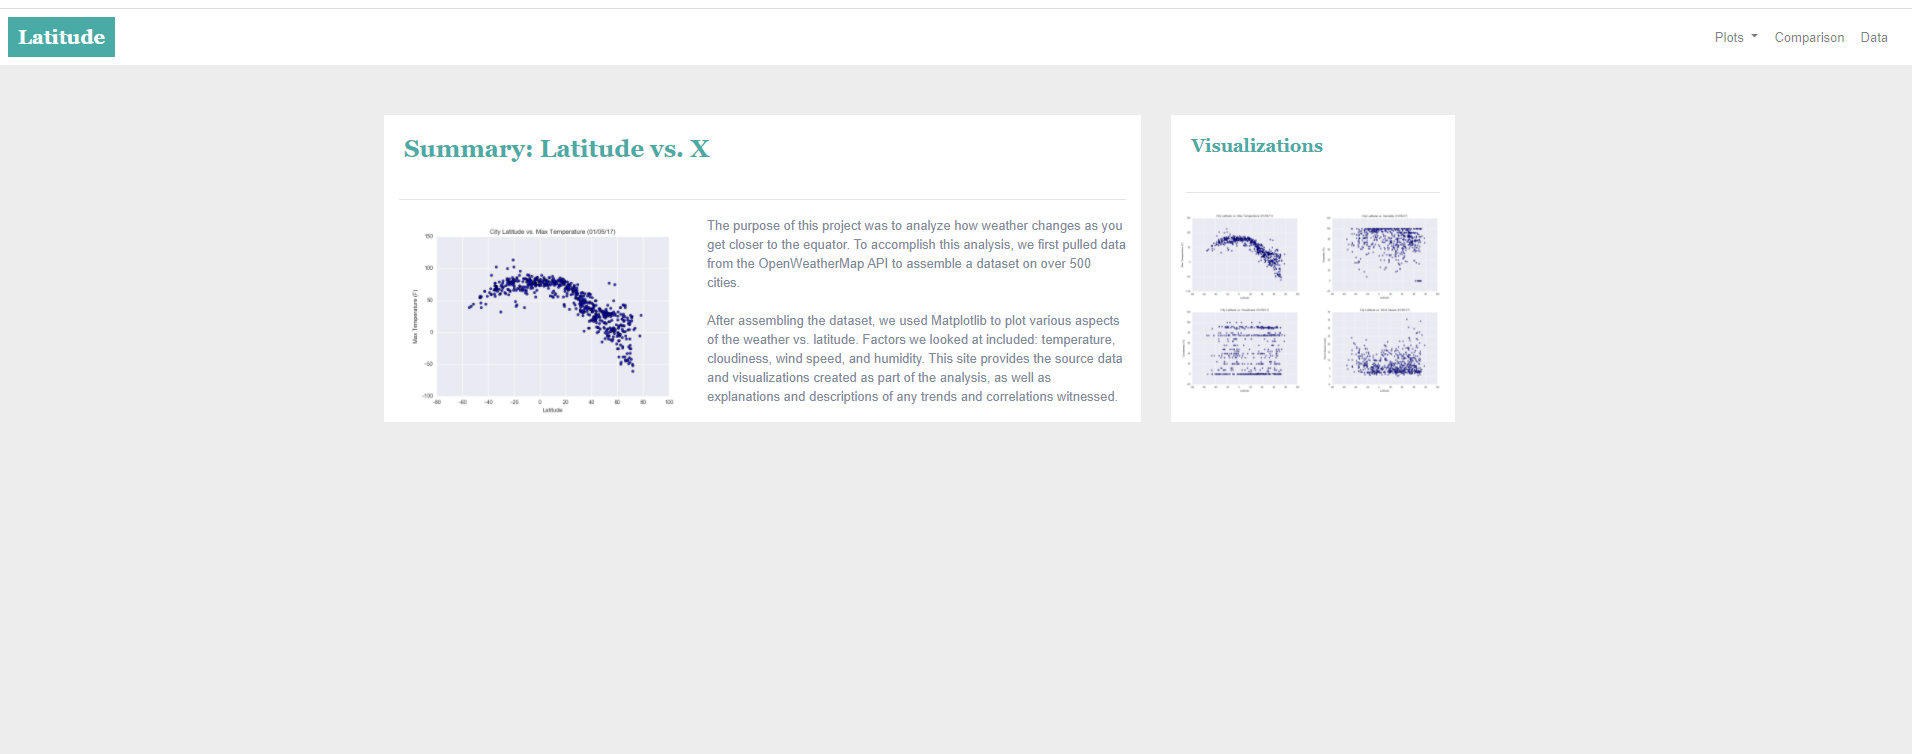 Latitude
Plots
Comparison
Data
Summary: Latitude vs. X
City Latitude vs. Max Temperature (01/05/17)
150
100
50
0
-50
-100
Max Temperature (F)
-80 -60 -40 -20 0 20 40 60 80 100
Latitude
The purpose of this project was to analyze how weather changes as you
get closer to the equator. To accomplish this analysis, we first pulled data
from the OpenWeatherMap API to assemble a dataset on over 500
cities.
After assembling the dataset, we used Matplotlib to plot various aspects
of the weather vs. latitude. Factors we looked at included: temperature,
cloudiness, wind speed, and humidity. This site provides the source data
and visualizations created as part of the analysis, as well as
explanations and descriptions of any trends and correlations witnessed.
Visualizations